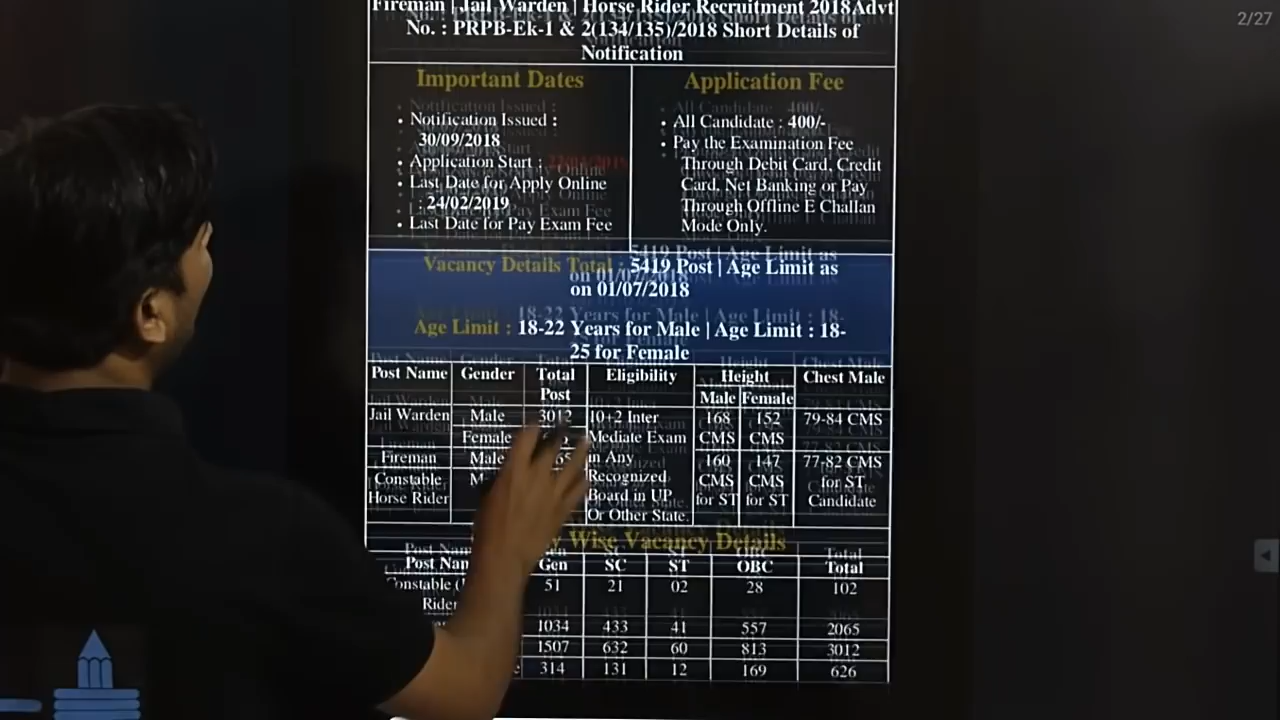 2/27
Fireman | Jail Warden | Horse Rider Recruitment 2018Advt
No. : PRPB-Ek-1 & 2(134/135)/2018 Short Details of
Notification
Important Dates
• Notification Issued :
30/09/2018
• Application Start :
• Last Date for Apply Online
: 24/02/2019
• Last Date for Pay Exam Fee
Application Fee
• All Candidate : 400/-
• Pay the Examination Fee
Through Debit Card, Credit
Card, Net Banking or Pay
Through Offline E Challan
Mode Only.
Vacancy Details Total : 5419 Post | Age Limit as
on 01/07/2018
Age Limit : 18-22 Years for Male | Age Limit : 18-
25 for Female
Post Name Gender Total Post Eligibility Height Male Female Chest Male
Jail Warden Male 3012 10+2 Inter 168 152 79-84 CMS
Female Mediate Exam CMS CMS
Fireman Male in Any 160 147 77-82 CMS
Constable Recognized CMS CMS for ST
Horse Rider Board in UP for ST for ST Candidate
Or Other State.
Wise Vacancy Details
Post Gen SC ST OBC Total
51 21 02 28 102
Rider
1034 433 41 557 2065
1507 632 60 813 3012
314 131 12 169 626